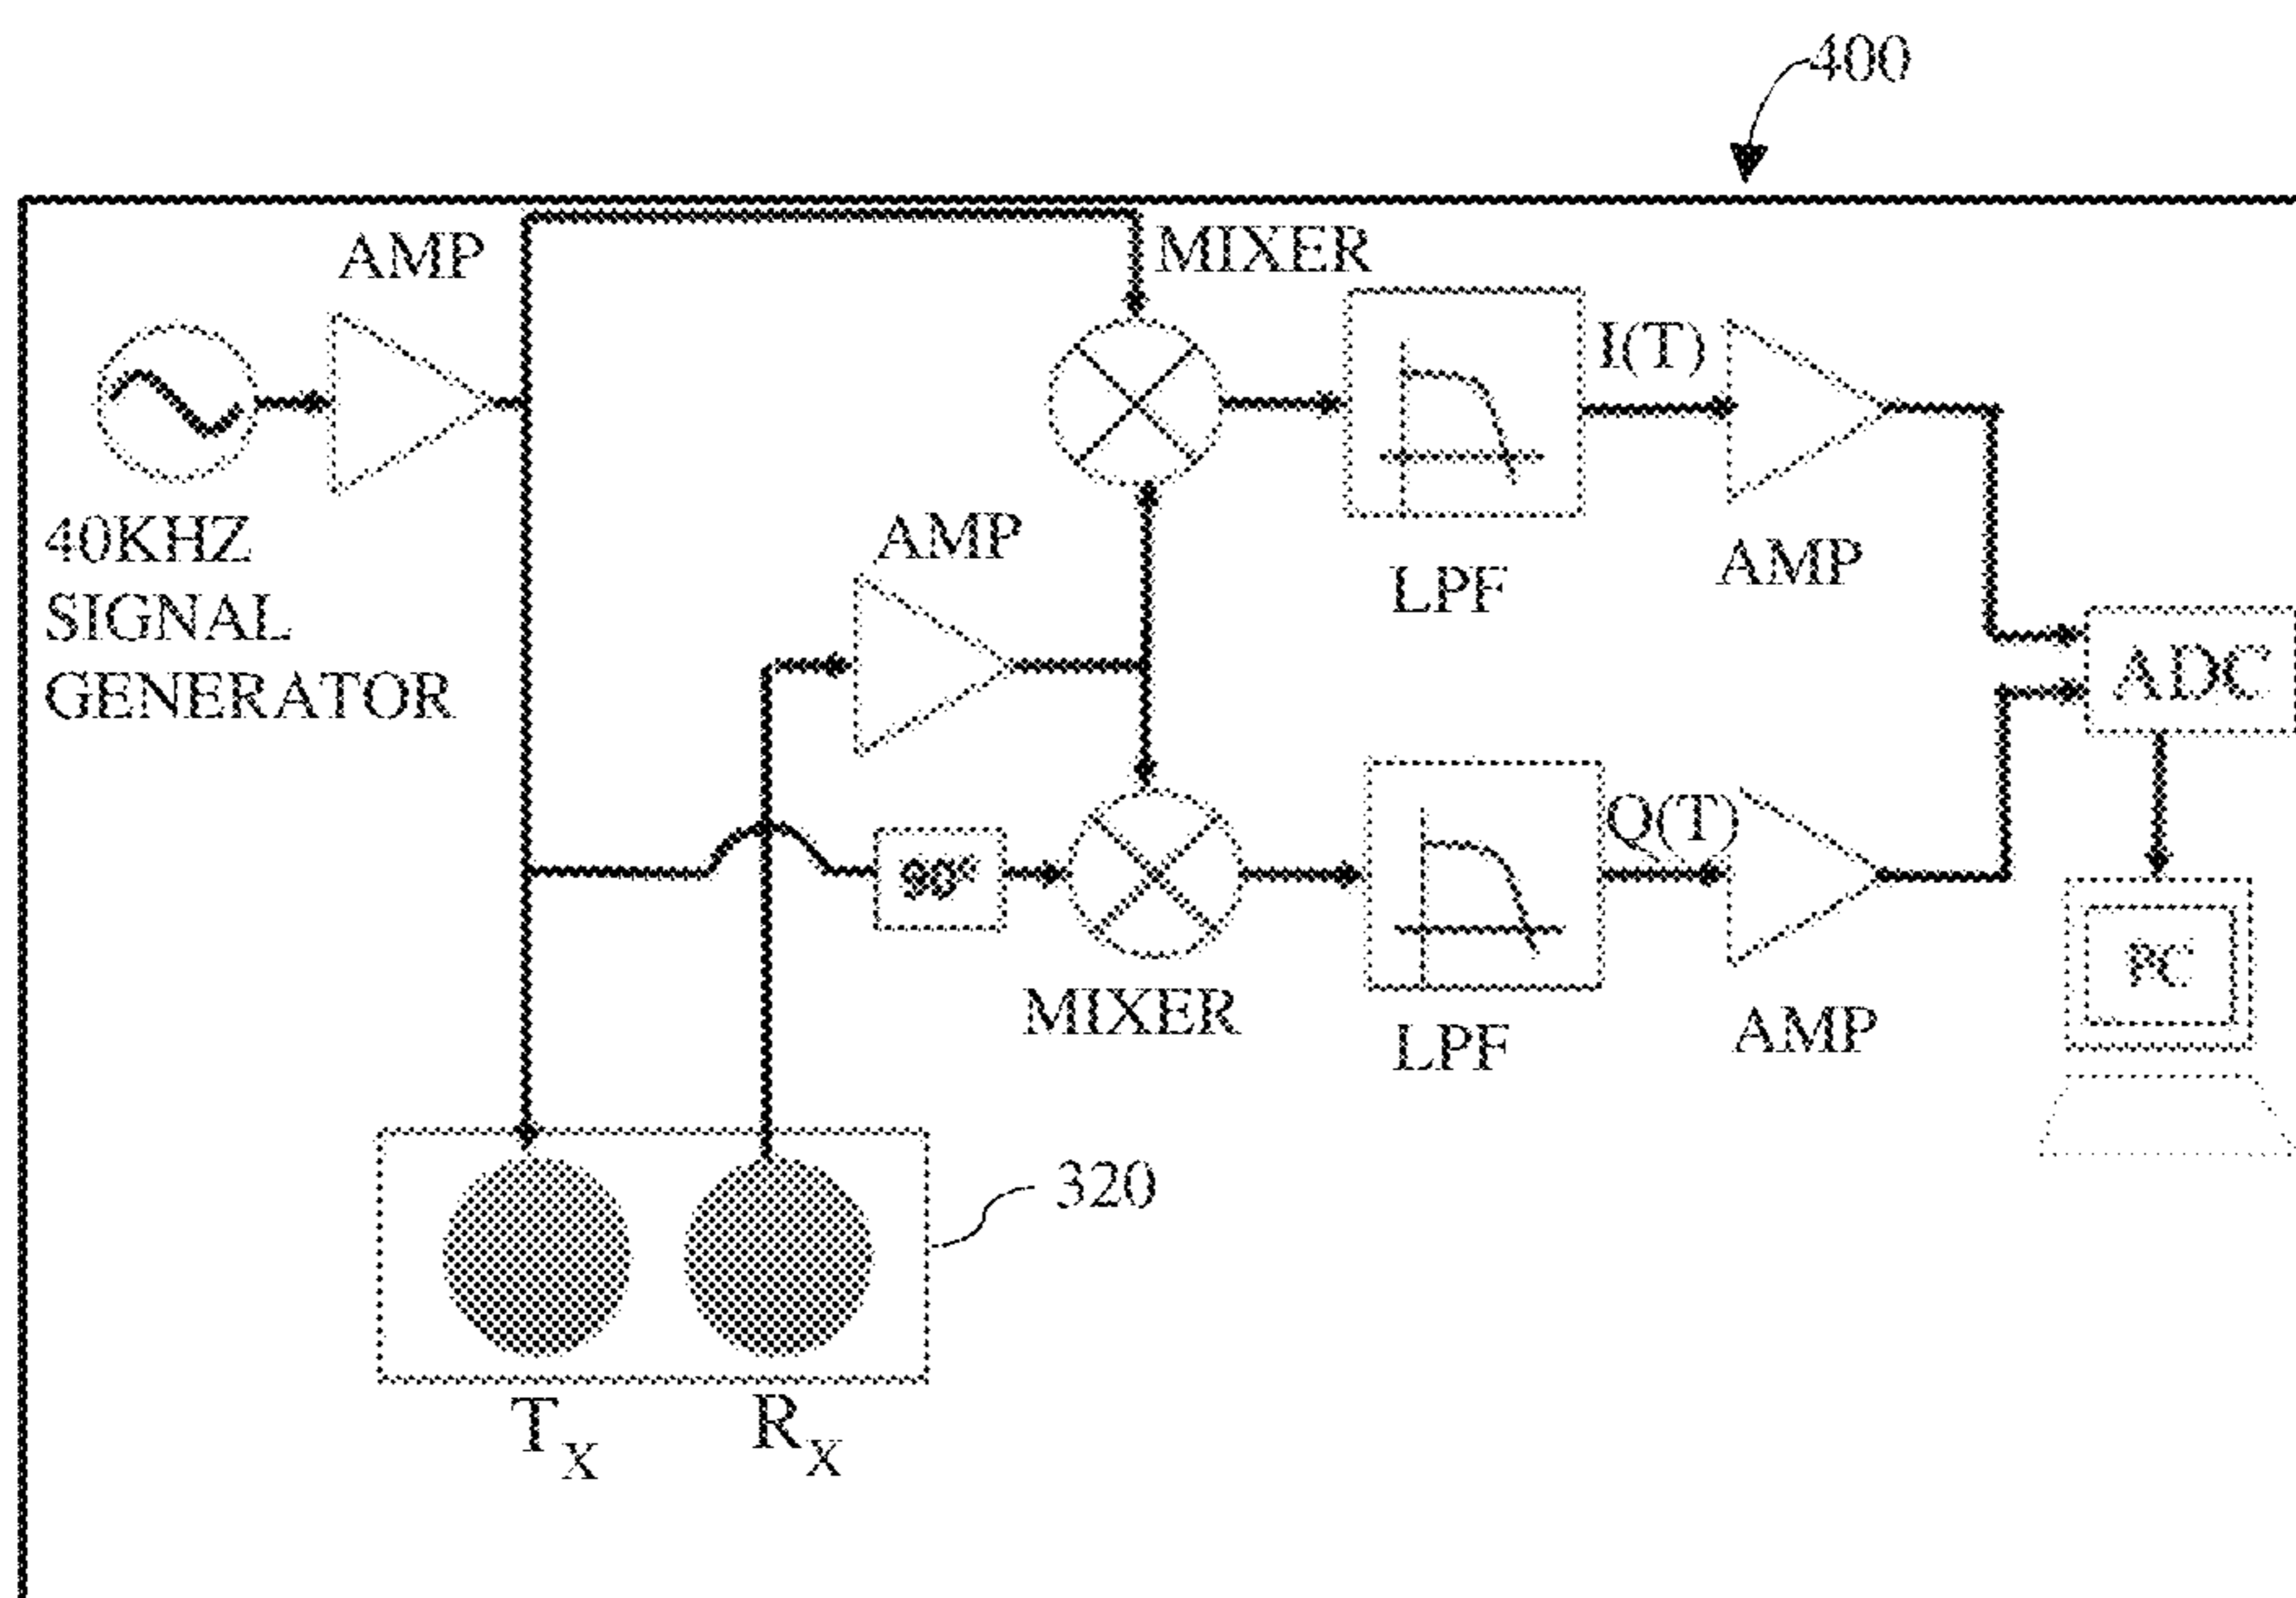 400
AMP
MIXER
I(T)
40KHZ
SIGNAL
GENERATOR
AMP
LPF
AMP
ADC
90°
Q(T)
MIXER
LPF
AMP
PC
320
TX
RX